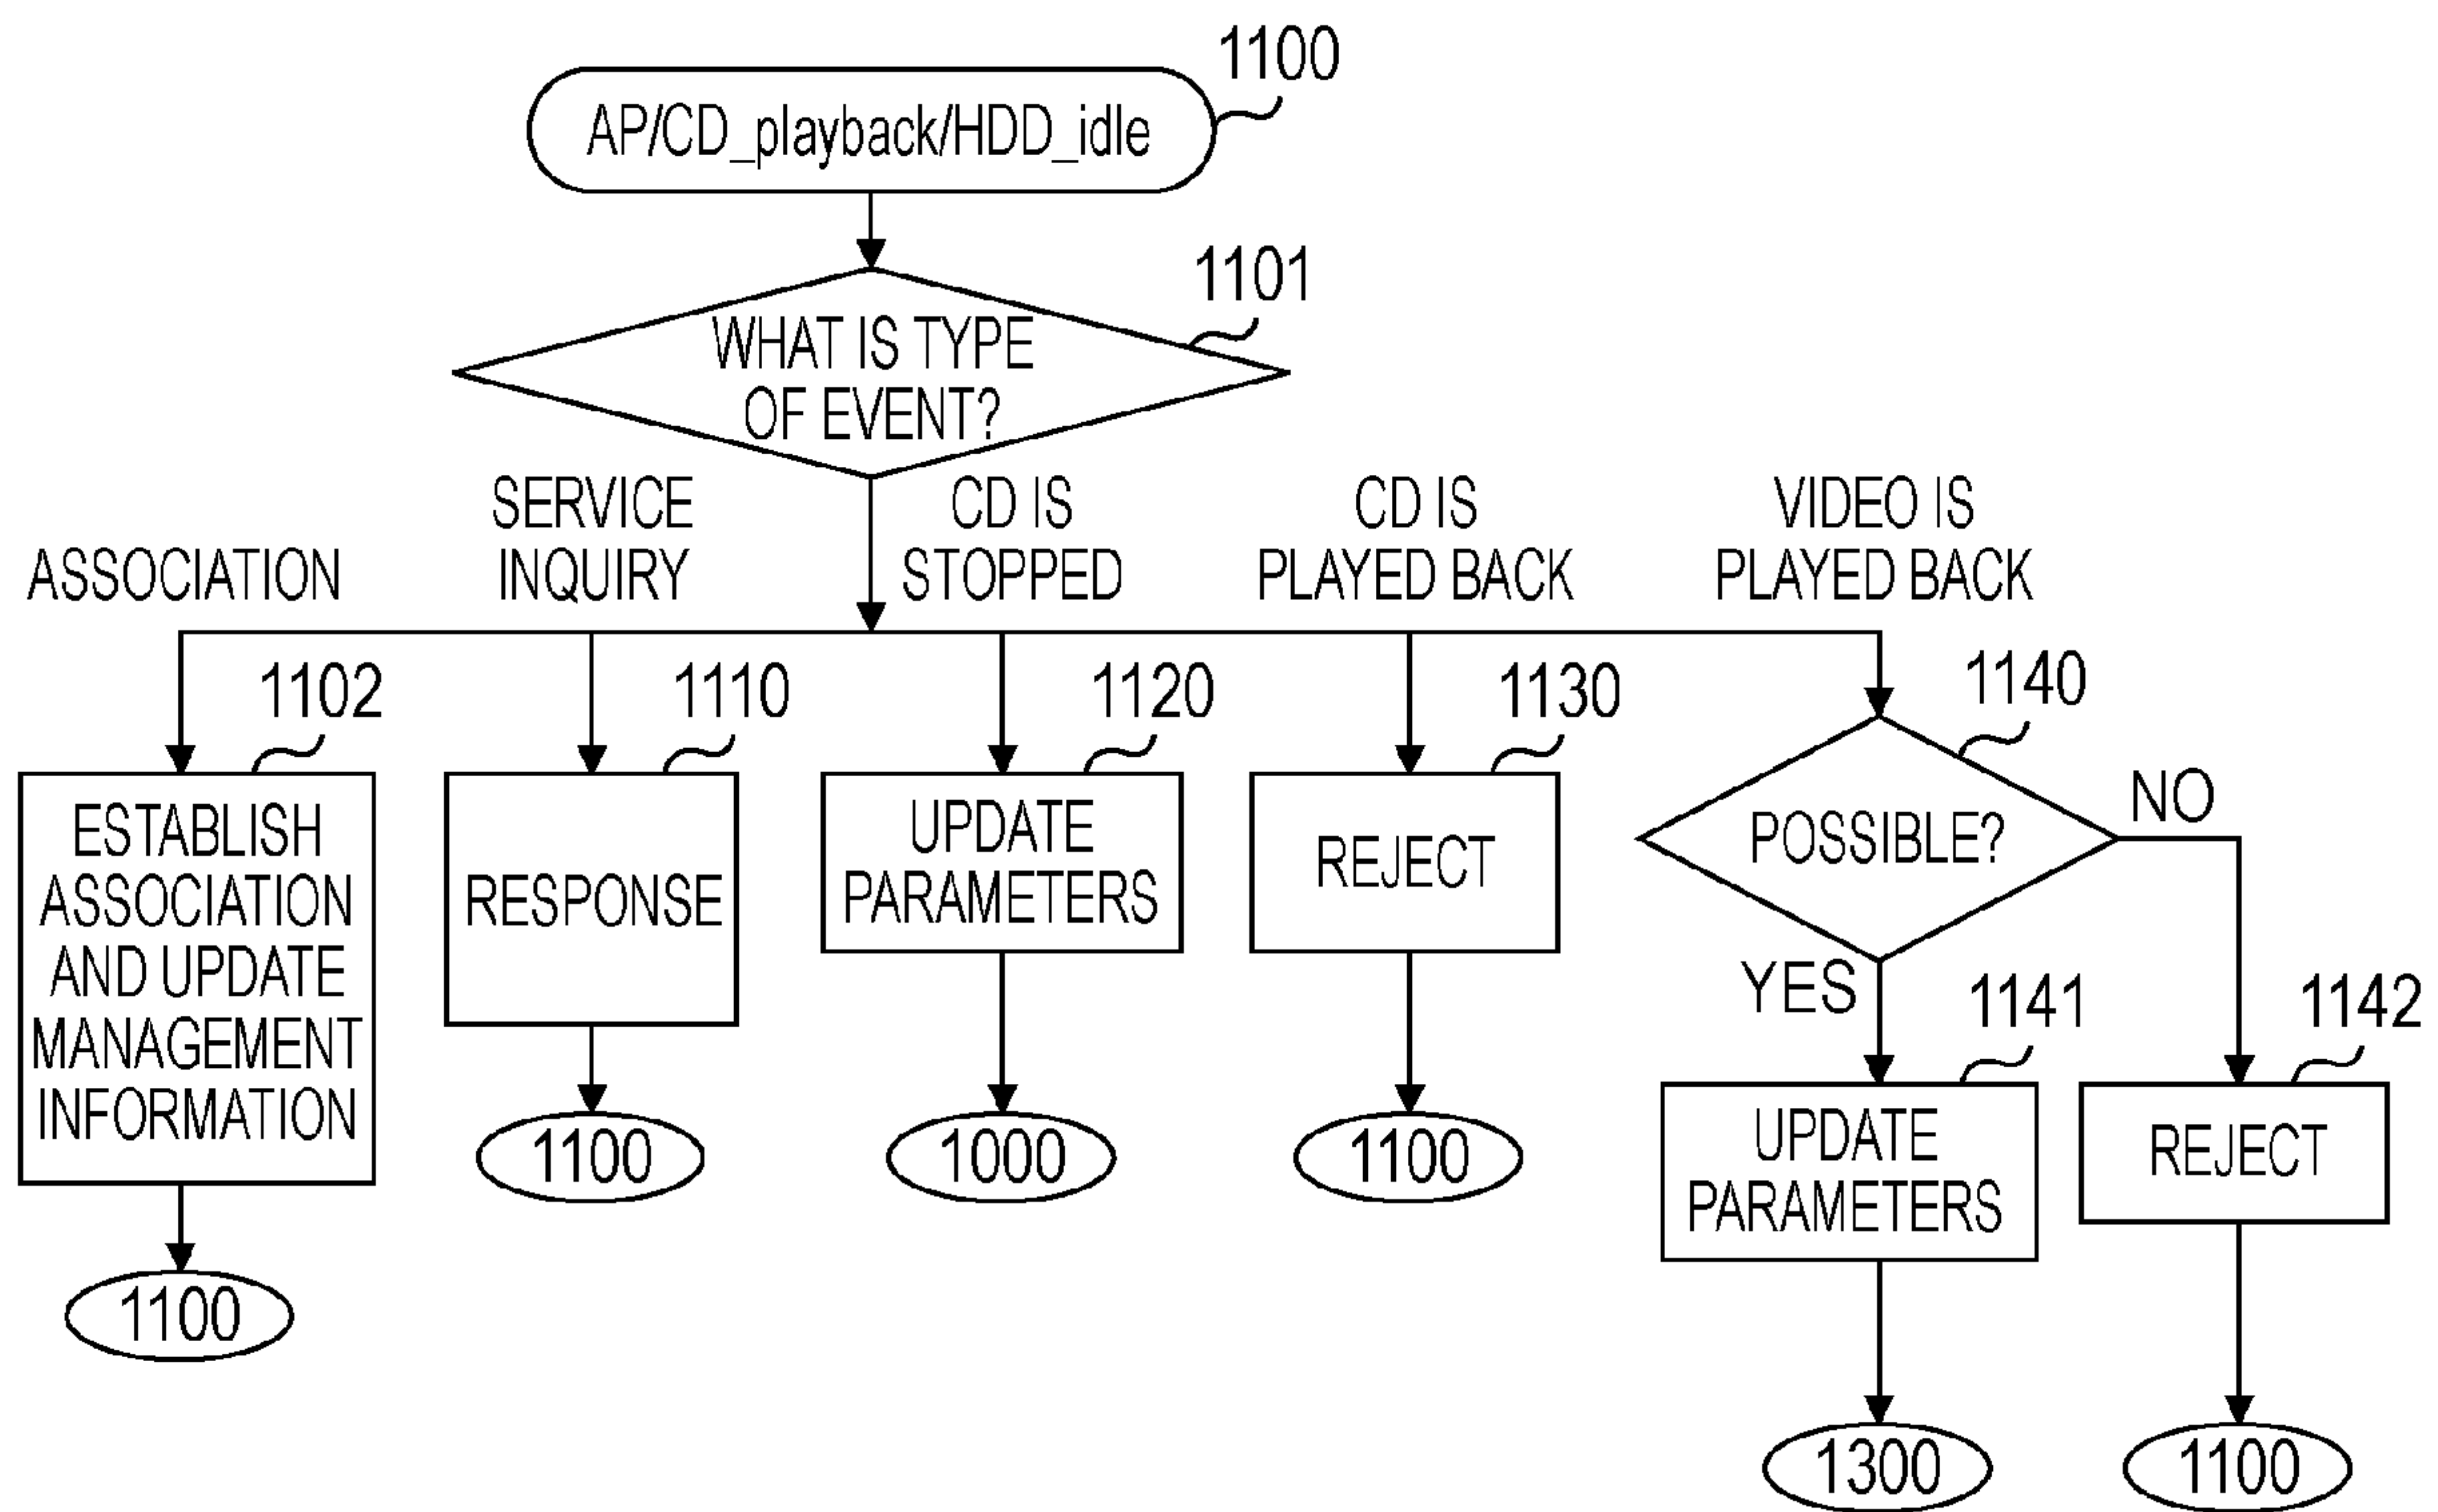 1100
AP/CD_playback/HDD_idle
1101
WHAT IS TYPE
OF EVENT?
ASSOCIATION
SERVICE
INQUIRY
CD IS
STOPPED
CD IS
PLAYED BACK
VIDEO IS
PLAYED BACK
1102
ESTABLISH
ASSOCIATION
AND UPDATE
MANAGEMENT
INFORMATION
1100
1110
RESPONSE
1100
1120
UPDATE
PARAMETERS
1000
1130
REJECT
1100
1140
POSSIBLE?
NO
YES
1141
UPDATE
PARAMETERS
1300
1142
REJECT
1100